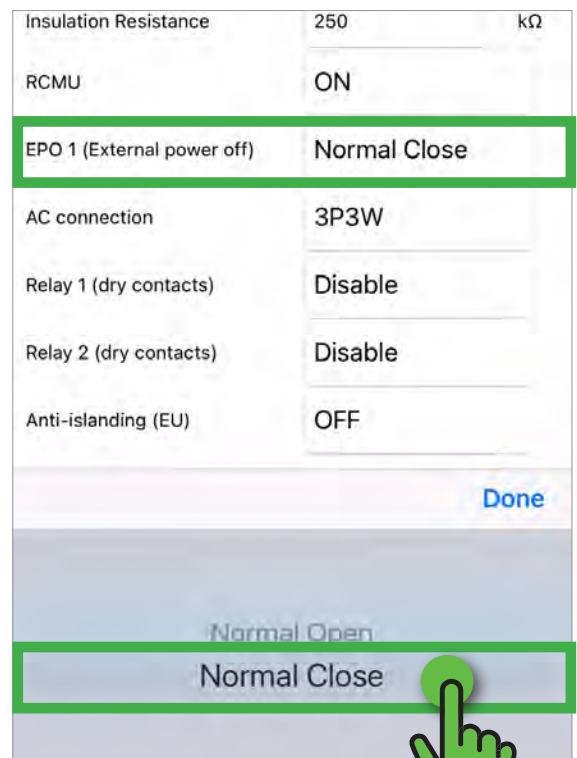 Insulation Resistance 250 kΩ
RCMU ON
EPO 1 (External power off) Normal Close
AC connection 3P3W
Relay 1 (dry contacts) Disable
Relay 2 (dry contacts) Disable
Anti-islanding (EU) OFF
Done
Normal Open
Normal Close